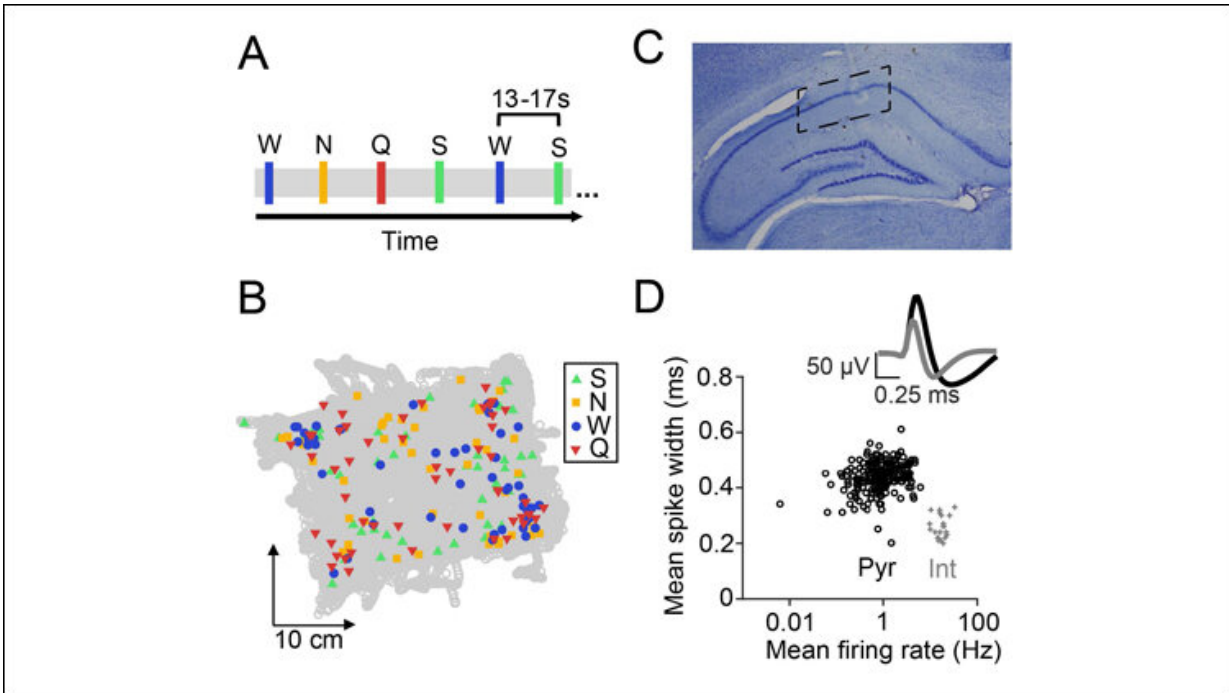 A
13-17s
W N Q S W S
...
Time
B
S
N
W
Q
10 cm
C
D
50 µV
0.25 ms
Mean spike width (ms)
0.8
0.6
0.4
0.2
0
Pyr
Int
0.01 1 100
Mean firing rate (Hz)